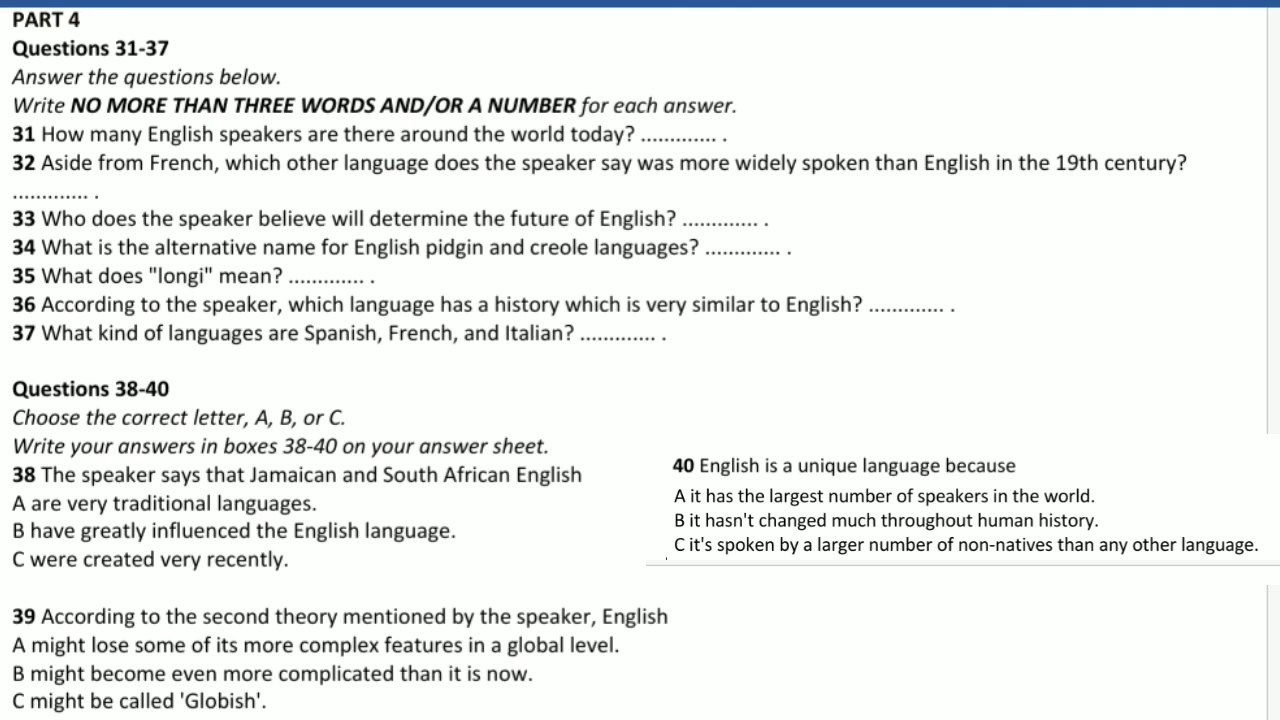 PART 4
Questions 31-37
Answer the questions below.
Write NO MORE THAN THREE WORDS AND/OR A NUMBER for each answer.
31 How many English speakers are there around the world today? ............. .
32 Aside from French, which other language does the speaker say was more widely spoken than English in the 19th century?
............. .
33 Who does the speaker believe will determine the future of English? ............. .
34 What is the alternative name for English pidgin and creole languages? ............. .
35 What does "longi" mean? ............. .
36 According to the speaker, which language has a history which is very similar to English? ............. .
37 What kind of languages are Spanish, French, and Italian? ............. .
Questions 38-40
Choose the correct letter, A, B, or C.
Write your answers in boxes 38-40 on your answer sheet.
38 The speaker says that Jamaican and South African English
A are very traditional languages.
B have greatly influenced the English language.
C were created very recently.
39 According to the second theory mentioned by the speaker, English
A might lose some of its more complex features in a global level.
B might become even more complicated than it is now.
C might be called 'Globish'.
40 English is a unique language because
A it has the largest number of speakers in the world.
B it hasn't changed much throughout human history.
C it's spoken by a larger number of non-natives than any other language.